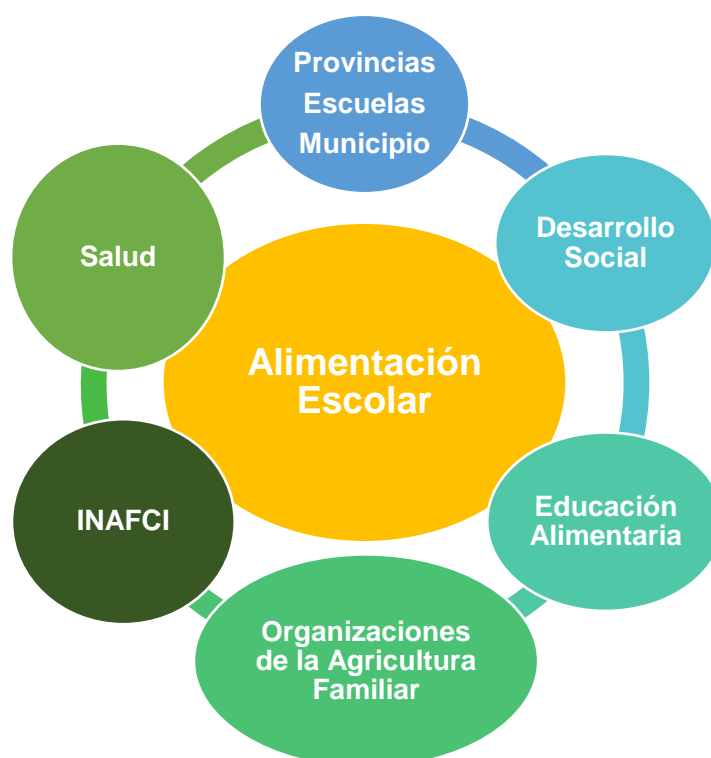 Provincias
Escuelas
Municipio
Desarrollo
Social
Salud
Alimentación
Escolar
INAFCI
Educación
Alimentaria
Organizaciones
de la Agricultura
Familiar